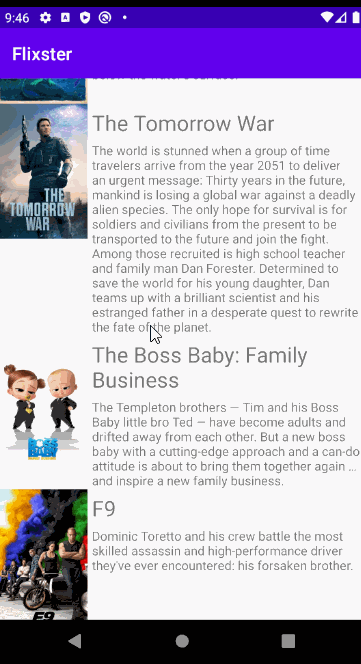 9:46
Flixster
The Tomorrow War
The world is stunned when a group of time
travelers arrive from the year 2051 to deliver
an urgent message: Thirty years in the future,
mankind is losing a global war against a deadly
alien species. The only hope for survival is for
soldiers and civilians from the present to be
transported to the future and join the fight.
Among those recruited is high school teacher
and family man Dan Forester. Determined to
save the world for his young daughter, Dan
teams up with a brilliant scientist and his
estranged father in a desperate quest to rewrite
the fate of the planet.
THE
TOMORROW
WAR
The Boss Baby: Family
Business
The Templeton brothers — Tim and his Boss
Baby little bro Ted — have become adults and
drifted away from each other. But a new boss
baby with a cutting-edge approach and a can-do
attitude is about to bring them together again …
and inspire a new family business.
F9
Dominic Toretto and his crew battle the most
skilled assassin and high-performance driver
they've ever encountered: his forsaken brother.
F9